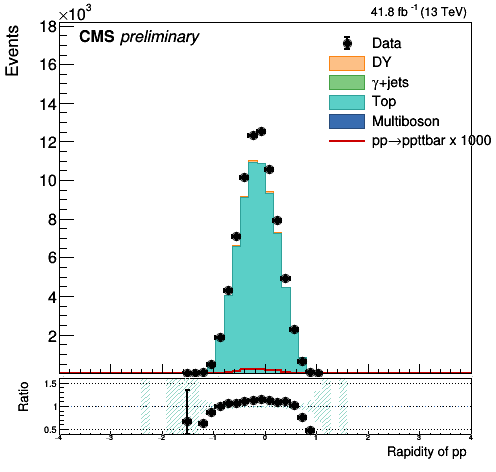 ×10³
41.8 fb⁻¹ (13 TeV)
CMS preliminary
Events
Data
DY
γ+jets
Top
Multiboson
pp→ppttbar x 1000
18
16
14
12
10
8
6
4
2
Ratio
1.5
1
0.5
-4 -3 -2 -1 0 1 2 3 4
Rapidity of pp